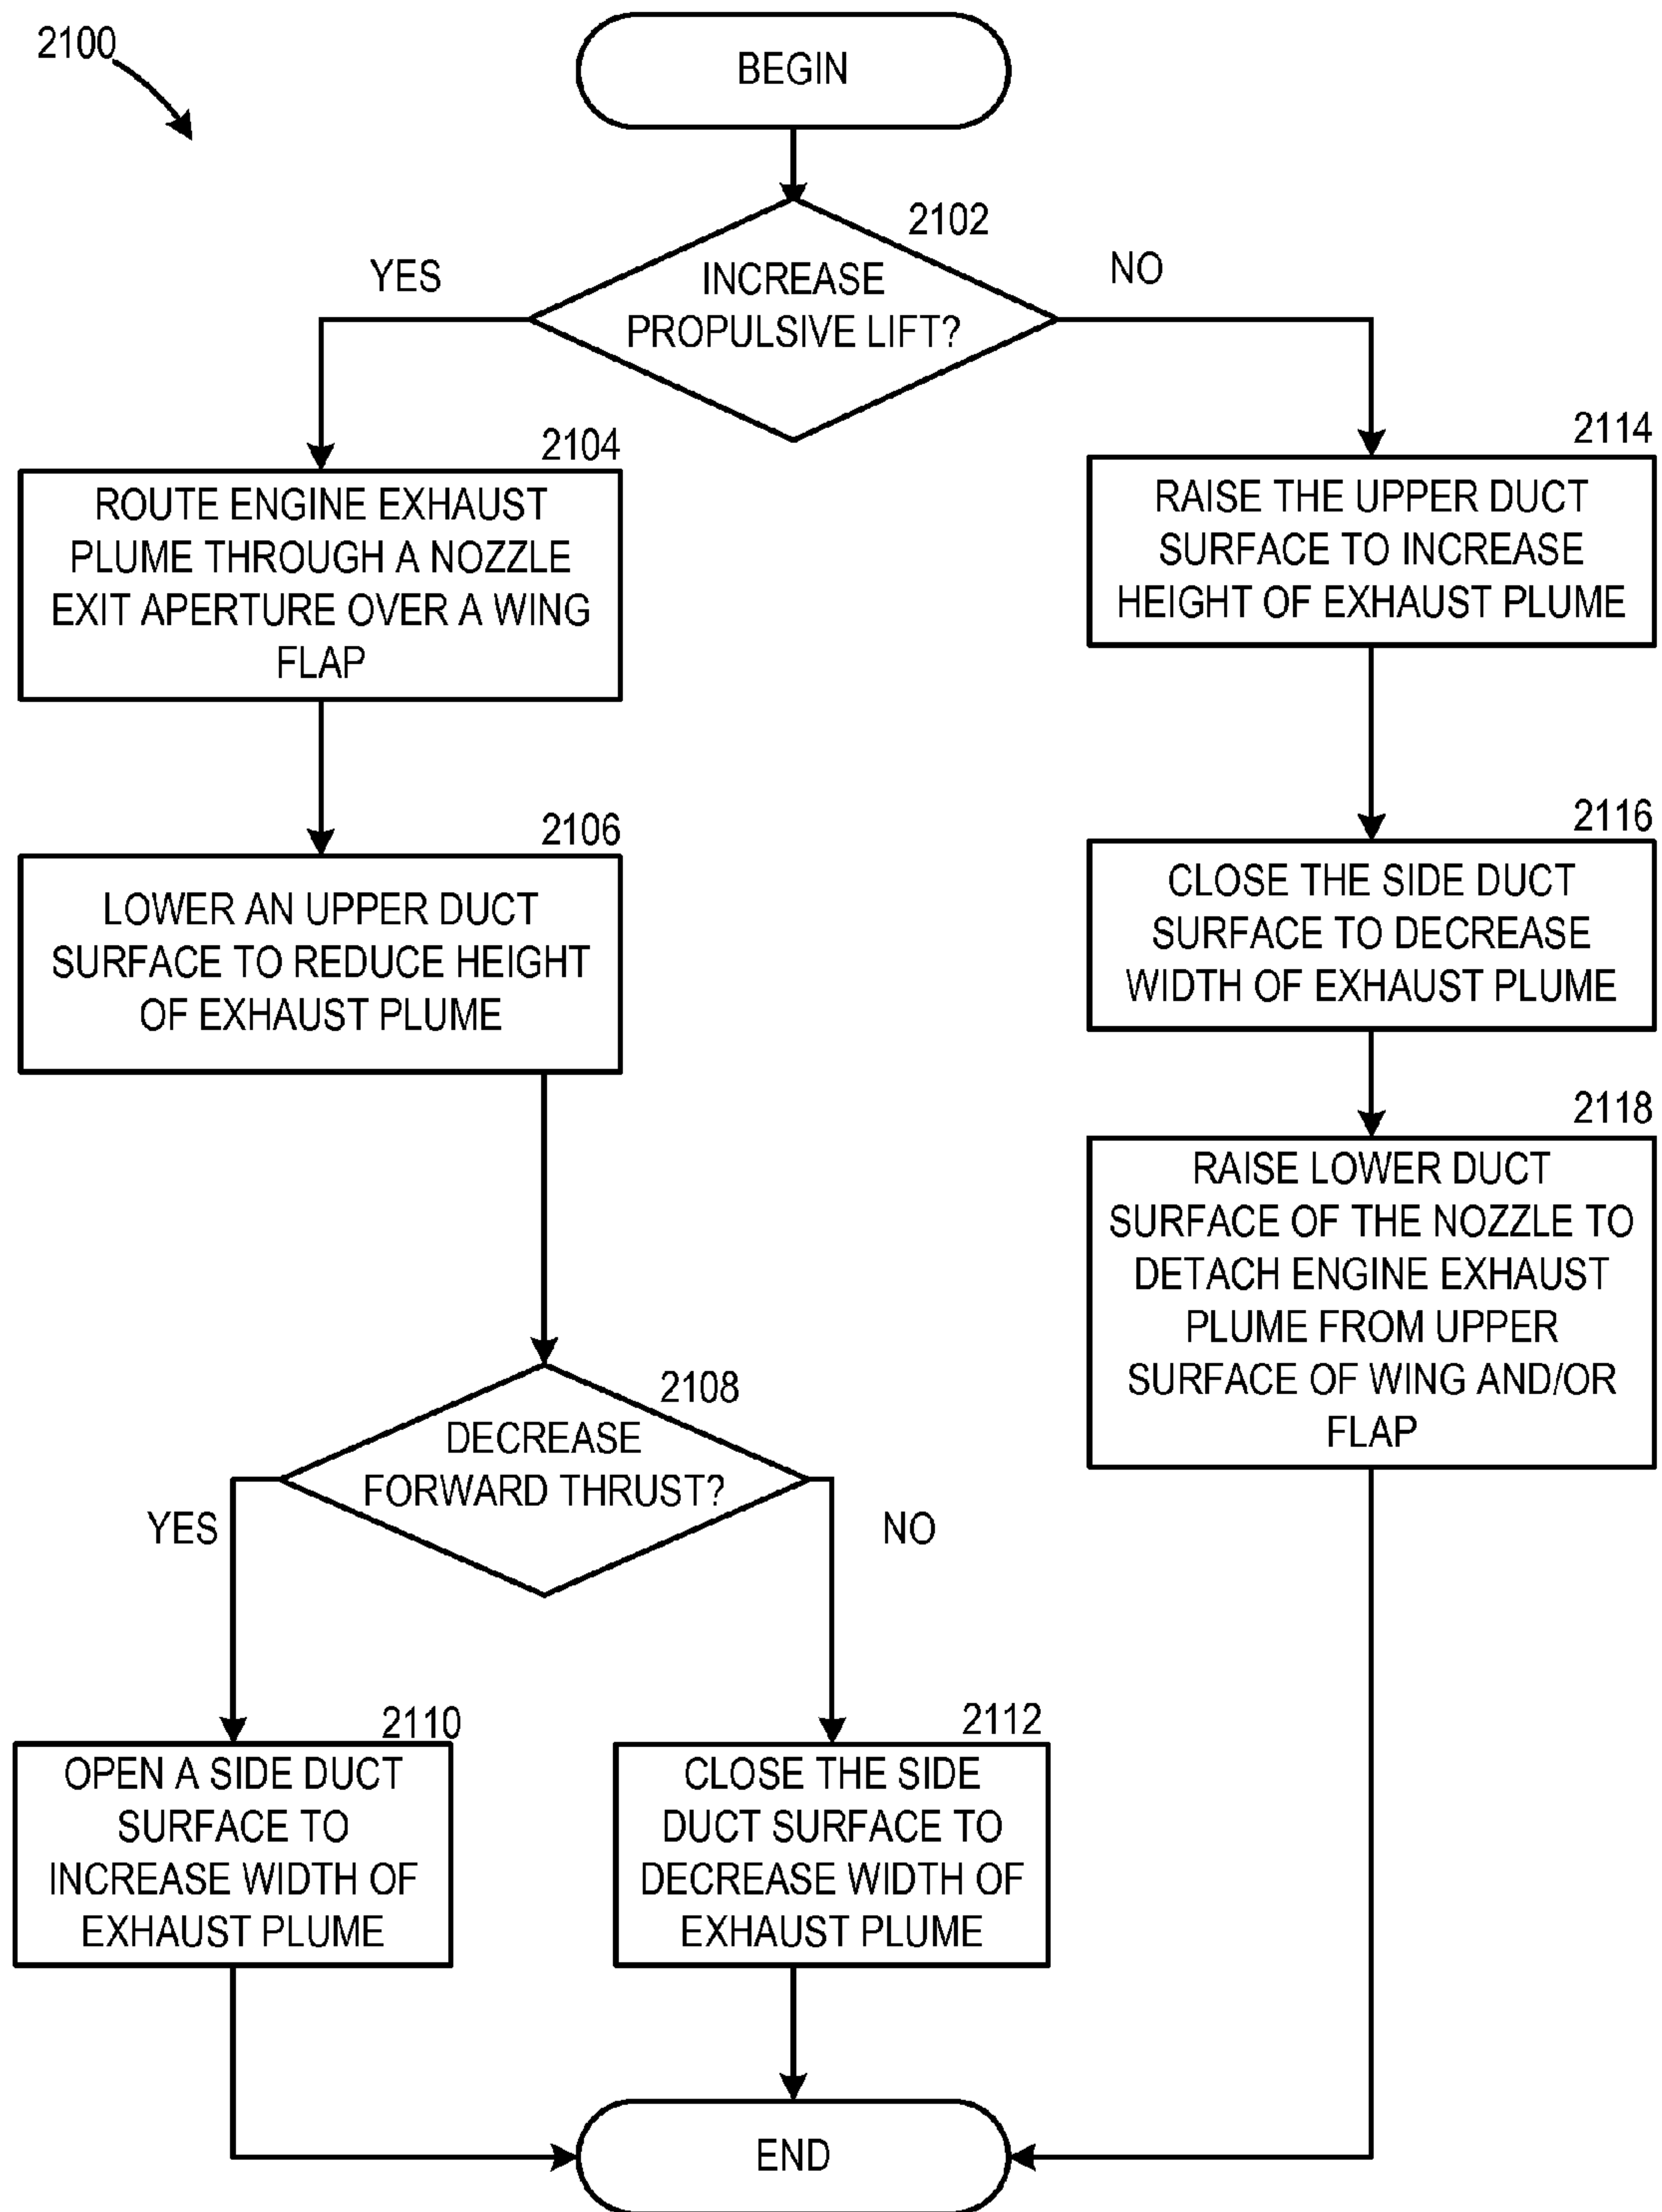 2100
BEGIN
2102
YES
NO
INCREASE
PROPULSIVE LIFT?
2104
ROUTE ENGINE EXHAUST
PLUME THROUGH A NOZZLE
EXIT APERTURE OVER A WING
FLAP
2114
RAISE THE UPPER DUCT
SURFACE TO INCREASE
HEIGHT OF EXHAUST PLUME
2106
LOWER AN UPPER DUCT
SURFACE TO REDUCE HEIGHT
OF EXHAUST PLUME
2116
CLOSE THE SIDE DUCT
SURFACE TO DECREASE
WIDTH OF EXHAUST PLUME
2118
RAISE LOWER DUCT
SURFACE OF THE NOZZLE TO
DETACH ENGINE EXHAUST
PLUME FROM UPPER
SURFACE OF WING AND/OR
FLAP
2108
DECREASE
FORWARD THRUST?
YES
NO
2110
OPEN A SIDE DUCT
SURFACE TO
INCREASE WIDTH OF
EXHAUST PLUME
2112
CLOSE THE SIDE
DUCT SURFACE TO
DECREASE WIDTH OF
EXHAUST PLUME
END